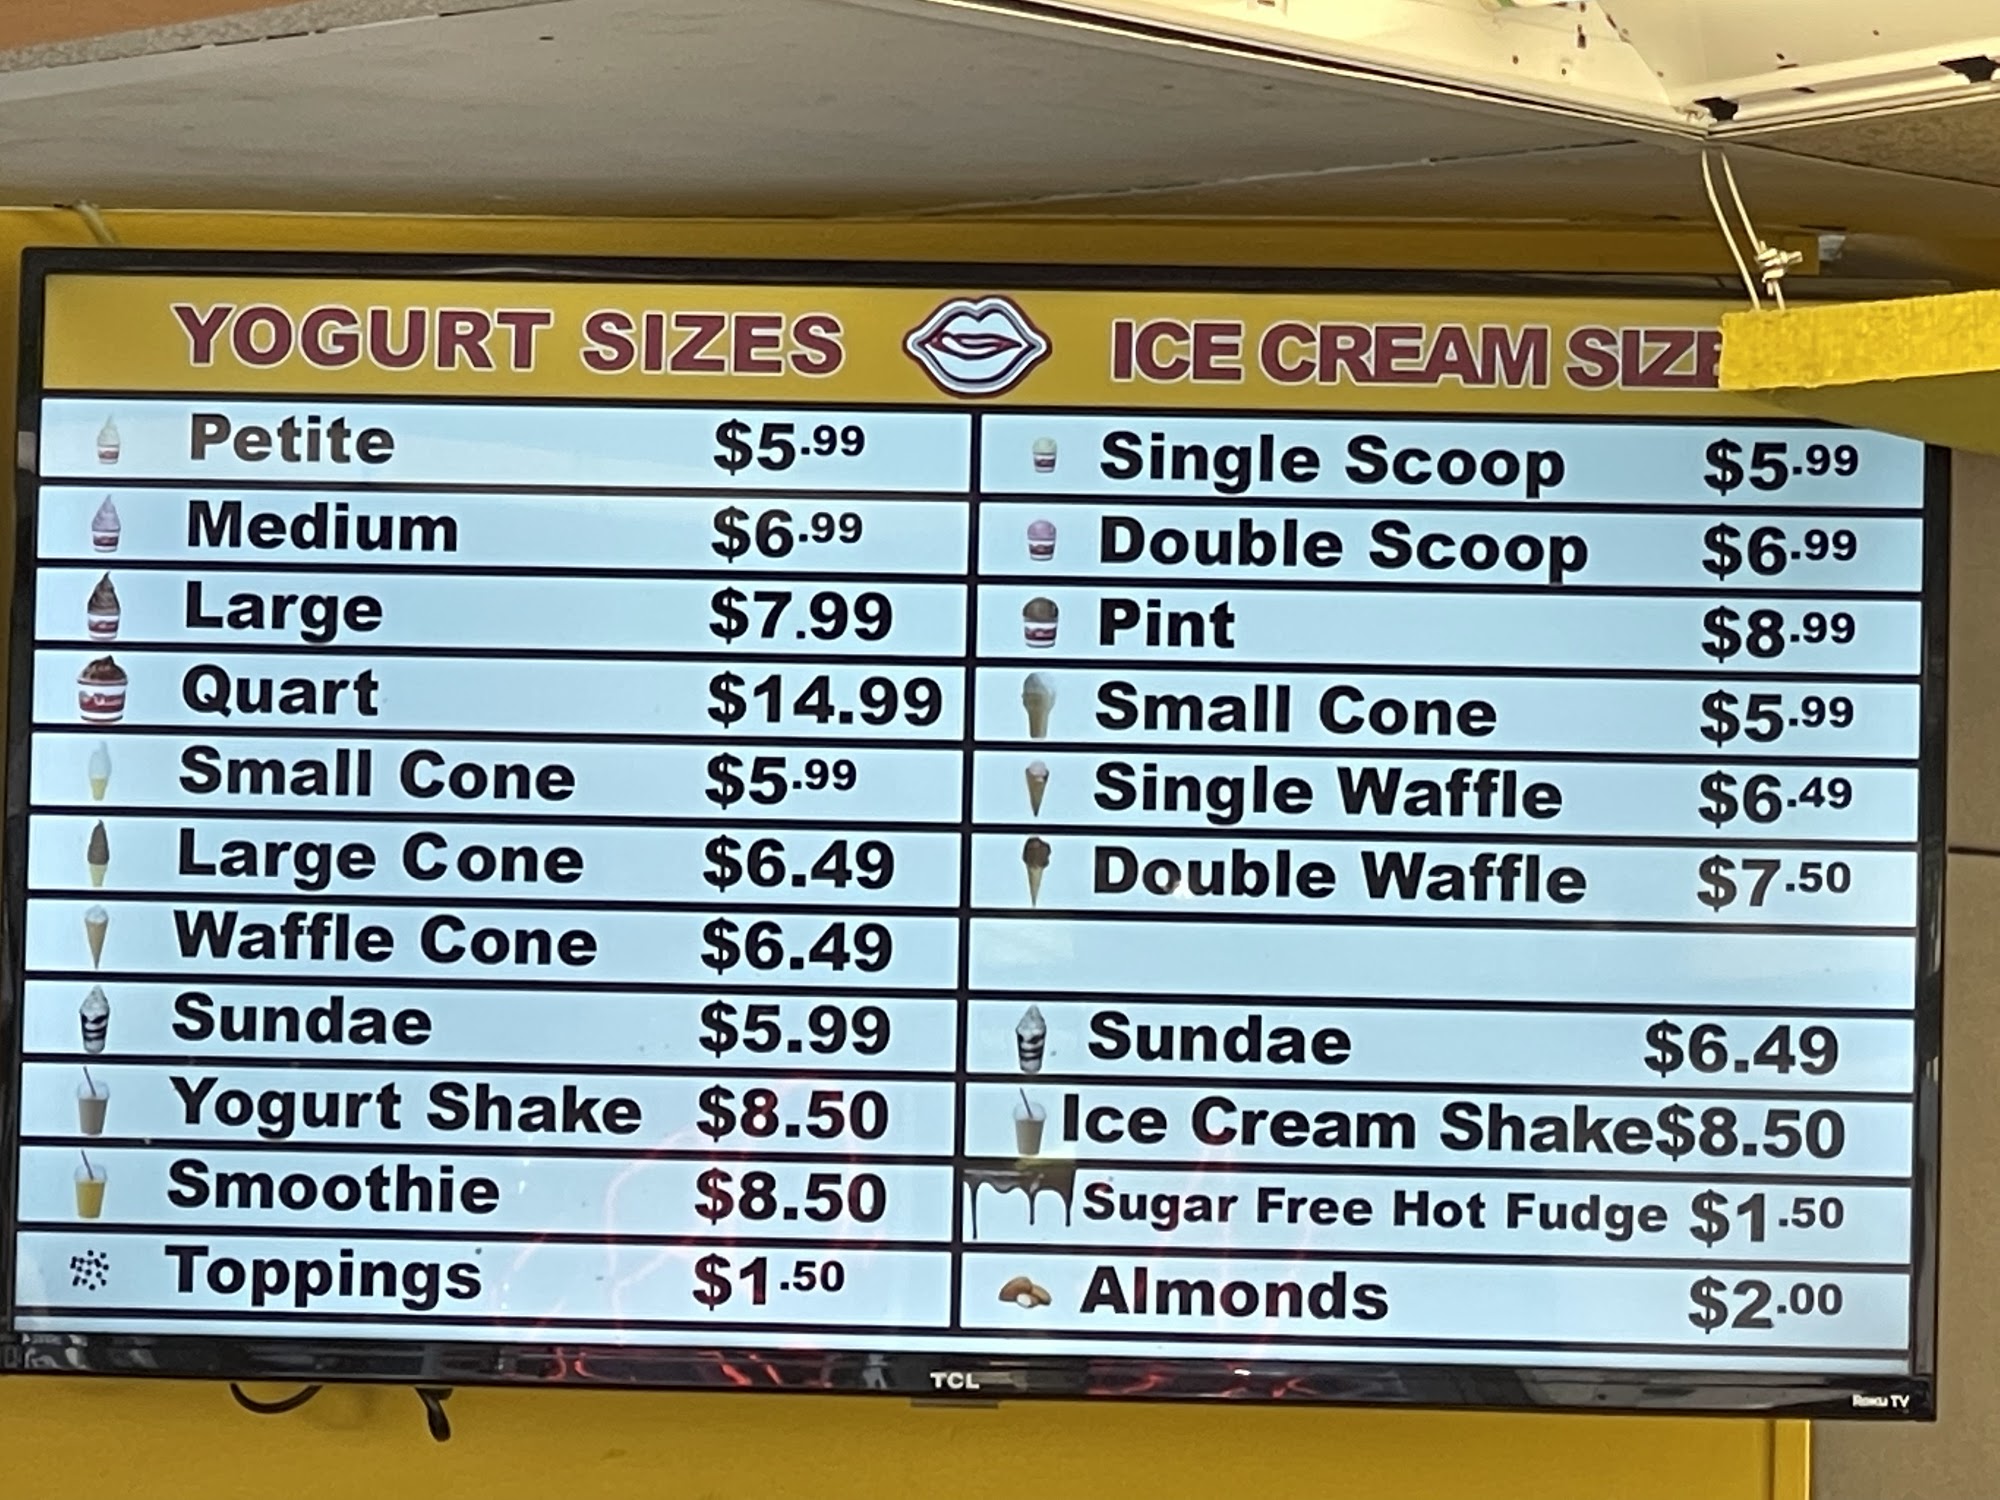 YOGURT SIZES
Petite $5.99
Medium $6.99
Large $7.99
Quart $14.99
Small Cone $5.99
Large Cone $6.49
Waffle Cone $6.49
Sundae $5.99
Yogurt Shake $8.50
Smoothie $8.50
Toppings $1.50
ICE CREAM SIZE
Single Scoop $5.99
Double Scoop $6.99
Pint $8.99
Small Cone $5.99
Single Waffle $6.49
Double Waffle $7.50
Sundae $6.49
Ice Cream Shake $8.50
Sugar Free Hot Fudge $1.50
Almonds $2.00
TCL
Roku TV